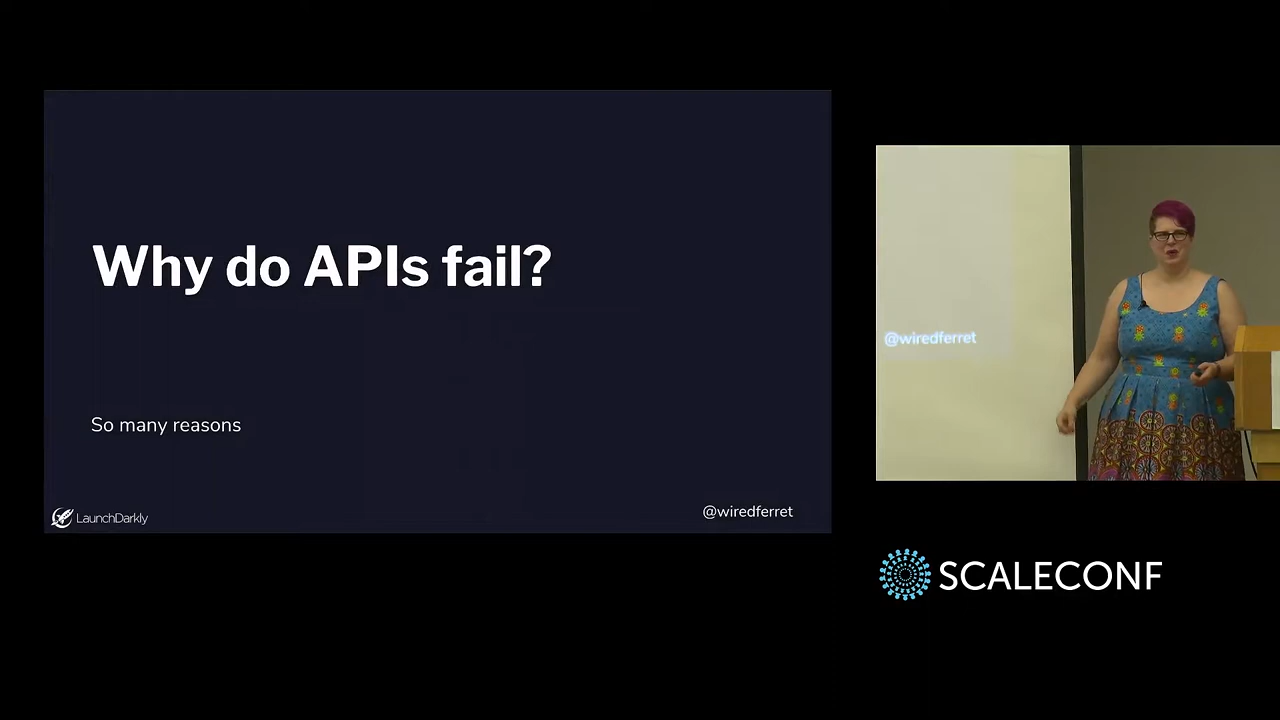 Why do APIs fail?
So many reasons
LaunchDarkly
@wiredferret
@wiredferret
SCALECONF